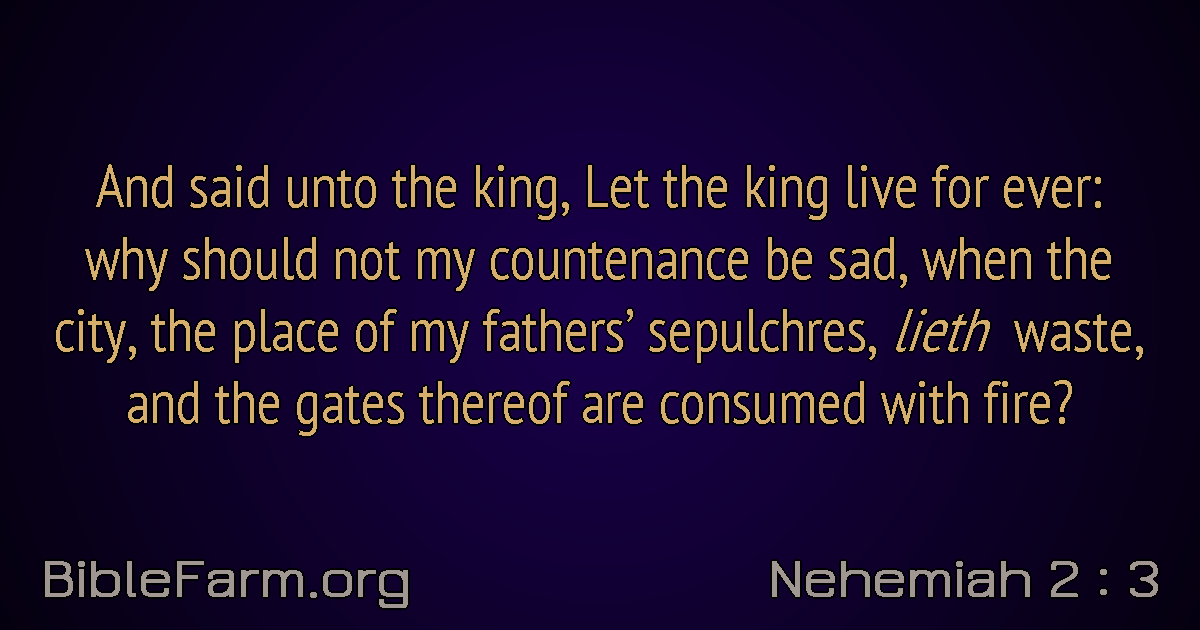 And said unto the king, Let the king live for ever:
why should not my countenance be sad, when the
city, the place of my fathers’ sepulchres, lieth waste,
and the gates thereof are consumed with fire?
BibleFarm.org
Nehemiah 2 : 3